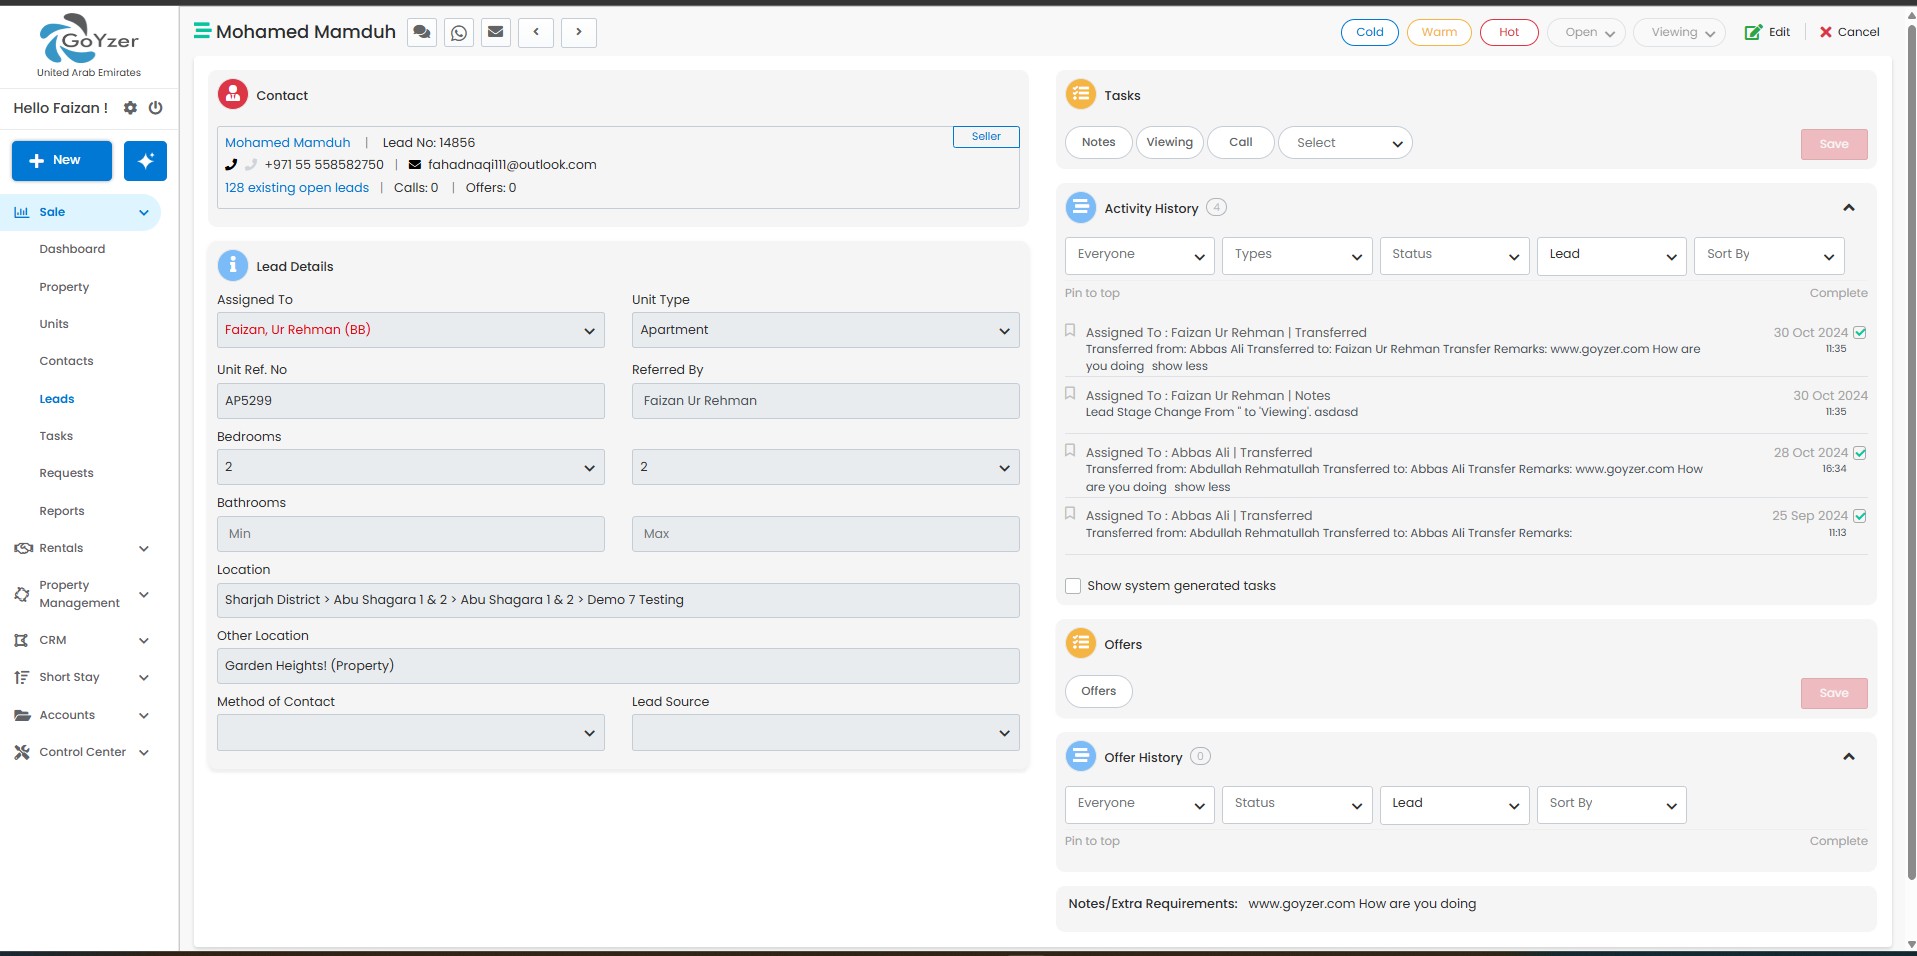 GoYzer
United Arab Emirates
Hello Faizan !
New
Sale
Dashboard
Property
Units
Contacts
Leads
Tasks
Requests
Reports
Rentals
Property
Management
CRM
Short Stay
Accounts
Control Center
Mohamed Mamduh
Cold Warm Hot Open Viewing Edit Cancel
Contact
Seller
Mohamed Mamduh | Lead No: 14856
+971 55 558582750 | fahadnaqi111@outlook.com
128 existing open leads | Calls: 0 | Offers: 0
Lead Details
Assigned To Unit Type
Faizan, Ur Rehman (BB) Apartment
Unit Ref. No Referred By
AP5299 Faizan Ur Rehman
Bedrooms
2 2
Bathrooms
Min Max
Location
Sharjah District > Abu Shagara 1 & 2 > Abu Shagara 1 & 2 > Demo 7 Testing
Other Location
Garden Heights! (Property)
Method of Contact Lead Source
Tasks
Notes Viewing Call Select Save
Activity History 4
Everyone Types Status Lead Sort By
Pin to top Complete
Assigned To : Faizan Ur Rehman | Transferred 30 Oct 2024
Transferred from: Abbas Ali Transferred to: Faizan Ur Rehman Transfer Remarks: www.goyzer.com How are 11:35
you doing show less
Assigned To : Faizan Ur Rehman | Notes 30 Oct 2024
Lead Stage Change From '' to 'Viewing'. asdasd 11:35
Assigned To : Abbas Ali | Transferred 28 Oct 2024
Transferred from: Abdullah Rehmatullah Transferred to: Abbas Ali Transfer Remarks: www.goyzer.com How 16:34
are you doing show less
Assigned To : Abbas Ali | Transferred 25 Sep 2024
Transferred from: Abdullah Rehmatullah Transferred to: Abbas Ali Transfer Remarks: 11:13
Show system generated tasks
Offers
Offers Save
Offer History 0
Everyone Status Lead Sort By
Pin to top Complete
Notes/Extra Requirements: www.goyzer.com How are you doing